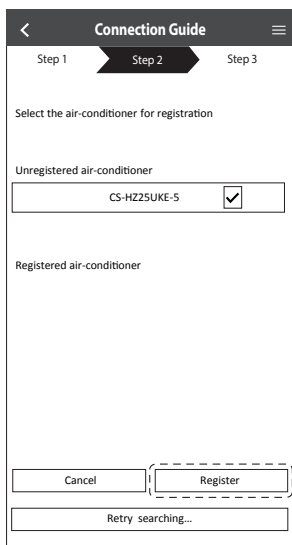 Connection Guide
Step 1 Step 2 Step 3
Select the air-conditioner for registration
Unregistered air-conditioner
CS-HZ25UKE-5
Registered air-conditioner
Cancel Register
Retry searching...